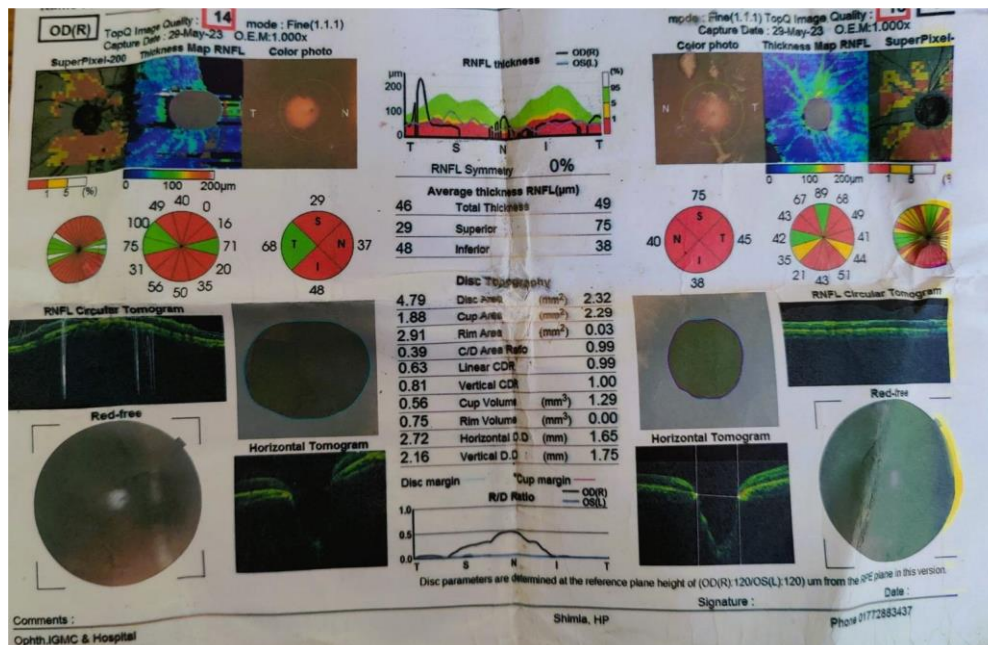 OD(R) TopQ Image Quality : 14 mode : Fine(1.1.1)
Capture Date : 29-May-23 O.E.M:1.000x
SuperPixel-200 Thickness Map RNFL Color photo
T N
1 5 (%)
0 100 200µm
RNFL thickness
OD(R)
OS(L)
µm
200
100
0
(%)
95
5
1
T S N I T
RNFL Symmetry 0%
mode : Fine(1.1.1) TopQ Image Quality :
Capture Date : 29-May-23 O.E.M:1.000x
Color photo Thickness Map RNFL SuperPixel-
N T
0 100 200µm
1 5 (%)
49 40 0
100 16
75 71
31 20
56 50 35
29
68 T S N I 37
48
Average thickness RNFL(µm)
46 Total Thickness 49
29 Superior 75
48 Inferior 38
75
40 N S T I 45
38
67 89 68
43 49
42 41
35 44
21 43 51
Disc Topography
4.79 Disc Area (mm²) 2.32
1.88 Cup Area (mm²) 2.29
2.91 Rim Area (mm²) 0.03
0.39 C/D Area Ratio 0.99
0.63 Linear CDR 0.99
0.81 Vertical CDR 1.00
0.56 Cup Volume (mm³) 1.29
0.75 Rim Volume (mm³) 0.00
2.72 Horizontal D.D (mm) 1.65
2.16 Vertical D.D (mm) 1.75
Disc margin Cup margin
RNFL Circular Tomogram
Red-free
Horizontal Tomogram
R/D Ratio
OD(R)
OS(L)
1.0
0.5
0.0
T S N I T
RNFL Circular Tomogram
Red-free
Horizontal Tomogram
Disc parameters are determined at the reference plane height of (OD(R):120/OS(L):120) um from the RPE plane in this version.
Signature : Date :
Comments : Shimla, HP Phone 01772883437
Ophth.IGMC & Hospital